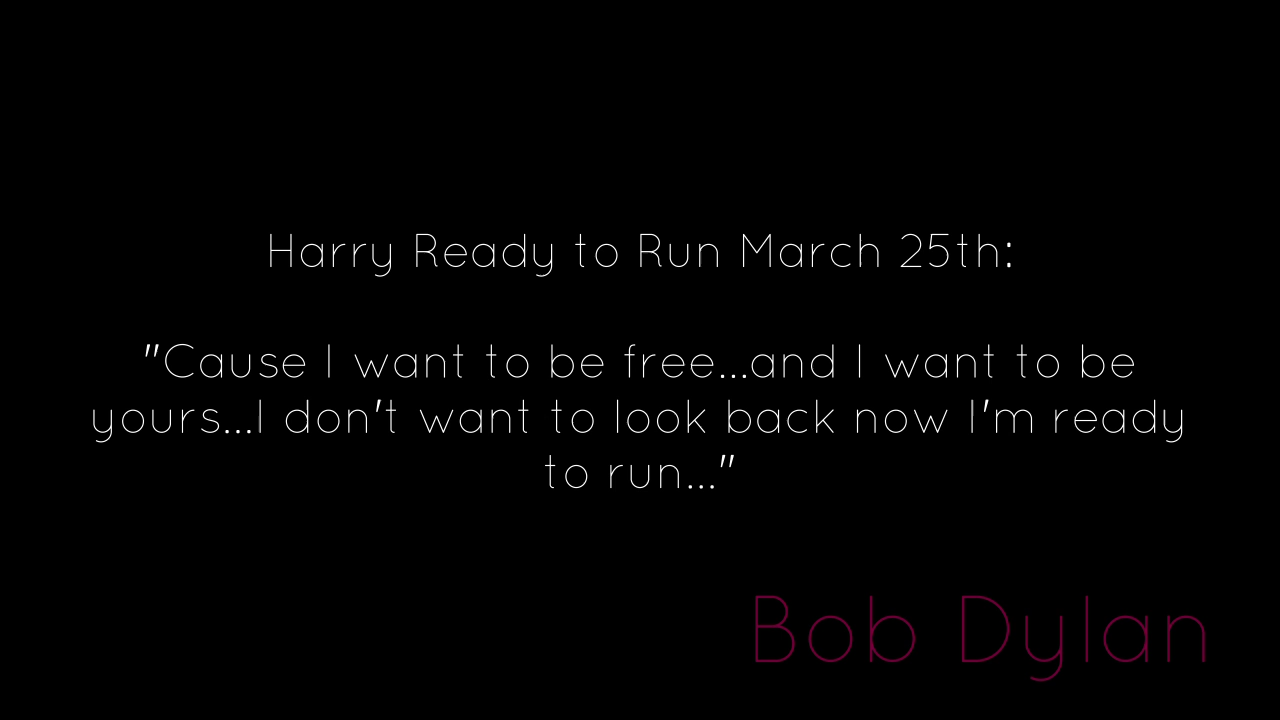 Harry Ready to Run March 25th:
"Cause I want to be free...and I want to be
yours...I don't want to look back now I'm ready
to run..."
Bob Dylan